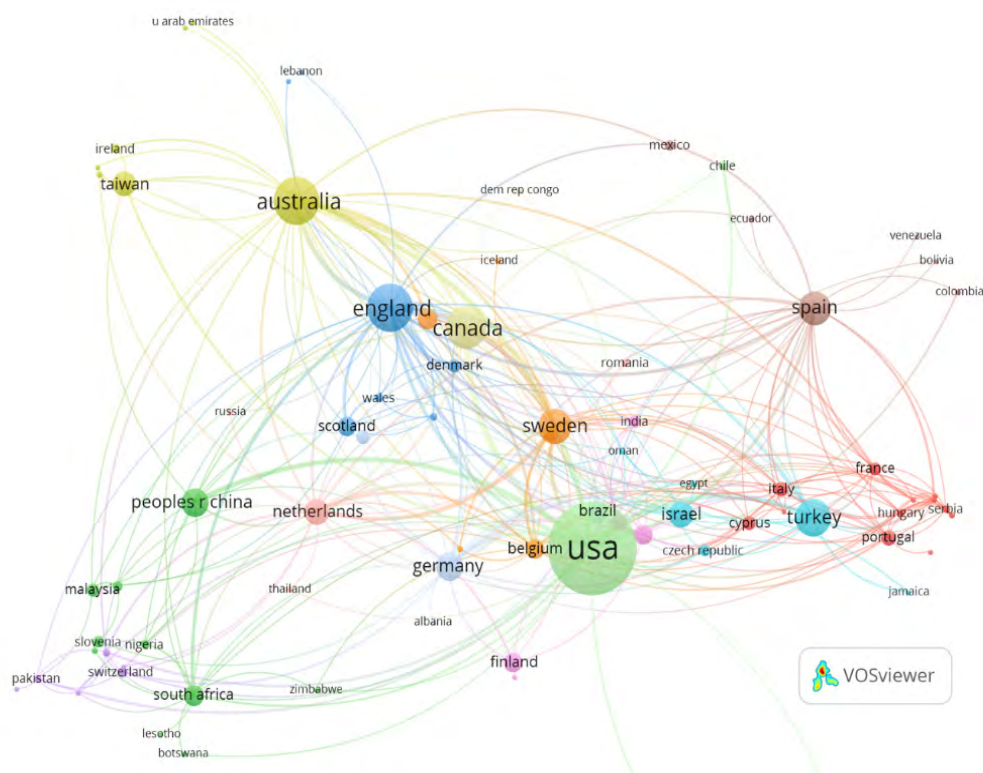 u arab emirates
lebanon
ireland
taiwan
mexico
chile
australia
dem rep congo
ecuador
venezuela
bolivia
iceland
colombia
england
spain
canada
denmark
romania
wales
russia
scotland
sweden
india
oman
france
egypt
italy
peoples r china
netherlands
brazil
israel
cyprus
turkey
hungary
serbia
portugal
usa
belgium
czech republic
germany
malaysia
thailand
jamaica
albania
slovenia
nigeria
finland
pakistan
switzerland
south africa
zimbabwe
VOSviewer
lesotho
botswana